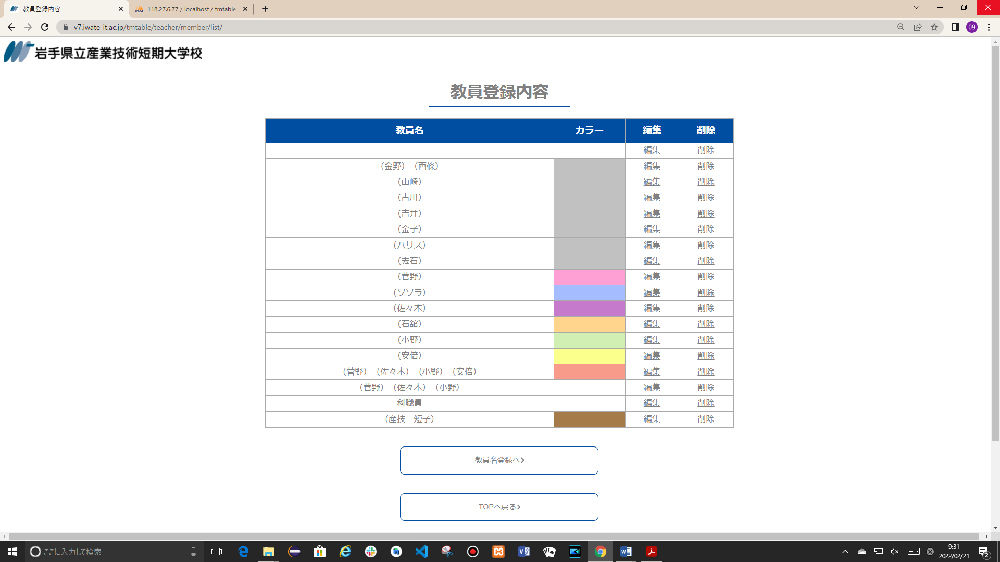 教員登録内容
118.27.6.77 / localhost / tmtable
v7.iwate-it.ac.jp/tmtable/teacher/member/list/
09
岩手県立産業技術短期大学校
教員登録内容
教員名 カラー 編集 削除
編集 削除
（金野）（西條） 編集 削除
（山崎） 編集 削除
（古川） 編集 削除
（吉井） 編集 削除
（金子） 編集 削除
（ハリス） 編集 削除
（去石） 編集 削除
（菅野） 編集 削除
（ソソラ） 編集 削除
（佐々木） 編集 削除
（石舘） 編集 削除
（小野） 編集 削除
（安倍） 編集 削除
（菅野）（佐々木）（小野）（安倍） 編集 削除
（菅野）（佐々木）（小野） 編集 削除
科職員 編集 削除
（産技　短子） 編集 削除
教員名登録へ
TOPへ戻る
ここに入力して検索
9:31
2022/02/21
2